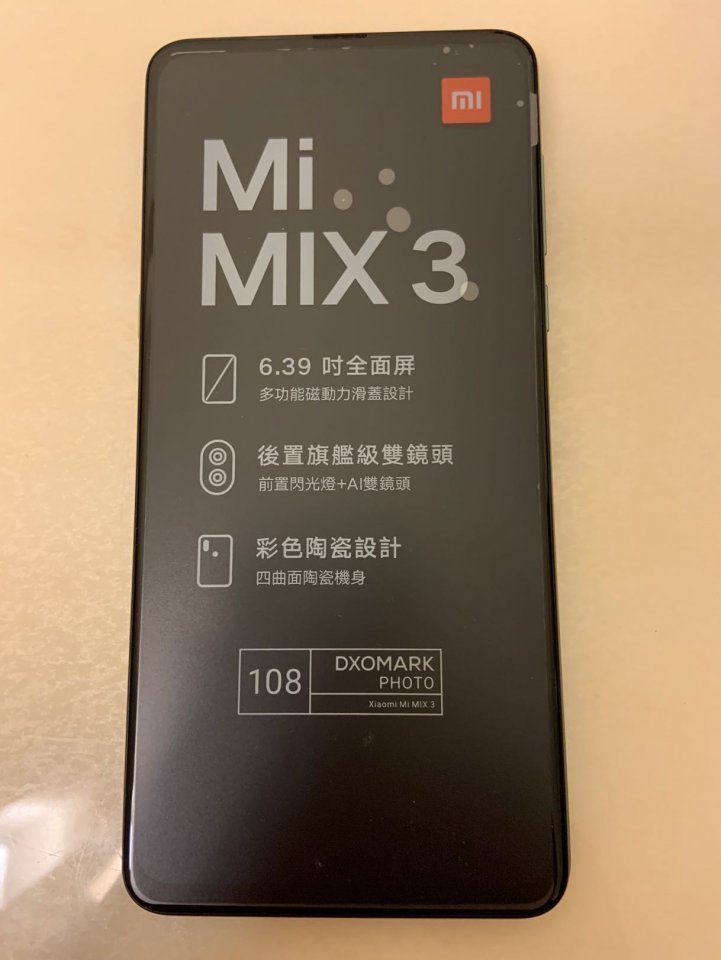 mi
Mi
MIX 3
6.39 吋全面屏
多功能磁動力滑蓋設計
後置旗艦級雙鏡頭
前置閃光燈+AI雙鏡頭
彩色陶瓷設計
四曲面陶瓷機身
108
DXOMARK
PHOTO
Xiaomi Mi MIX 3